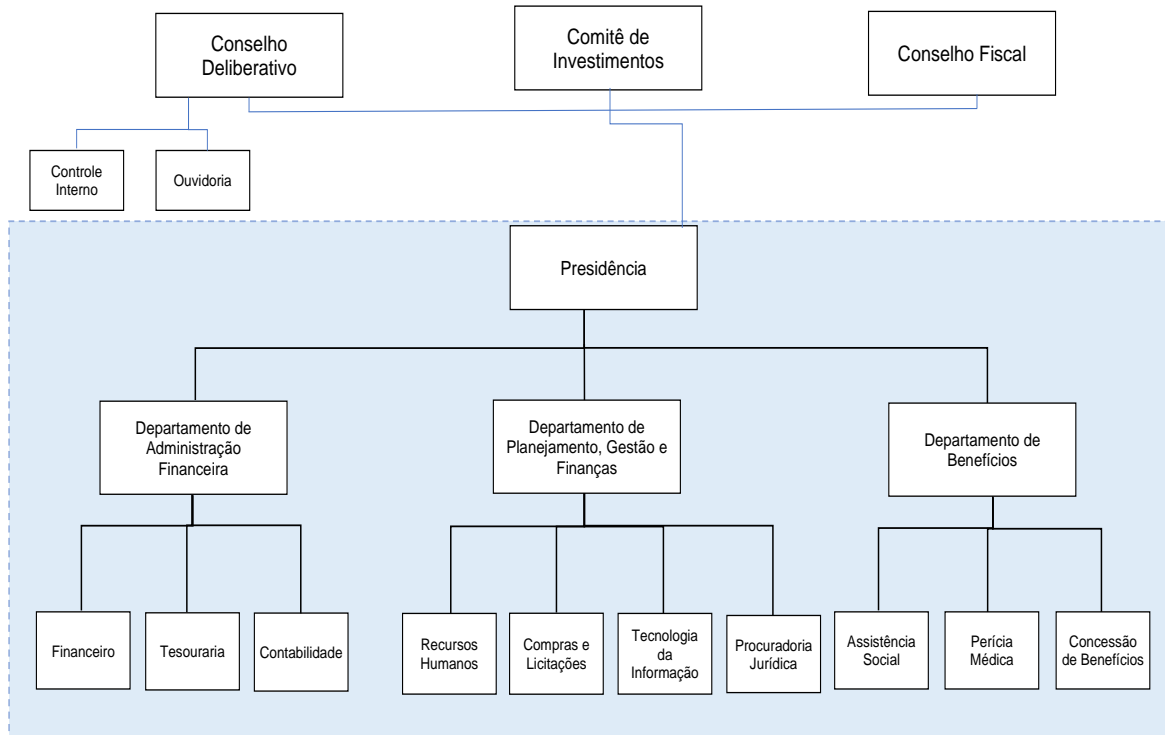 Conselho
Deliberativo
Comitê de
Investimentos
Conselho Fiscal
Controle
Interno
Ouvidoria
Presidência
Departamento de
Administração
Financeira
Departamento de
Planejamento, Gestão e
Finanças
Departamento de
Benefícios
Financeiro
Tesouraria
Contabilidade
Recursos
Humanos
Compras e
Licitações
Tecnologia
da
Informação
Procuradoria
Jurídica
Assistência
Social
Perícia
Médica
Concessão
de Benefícios